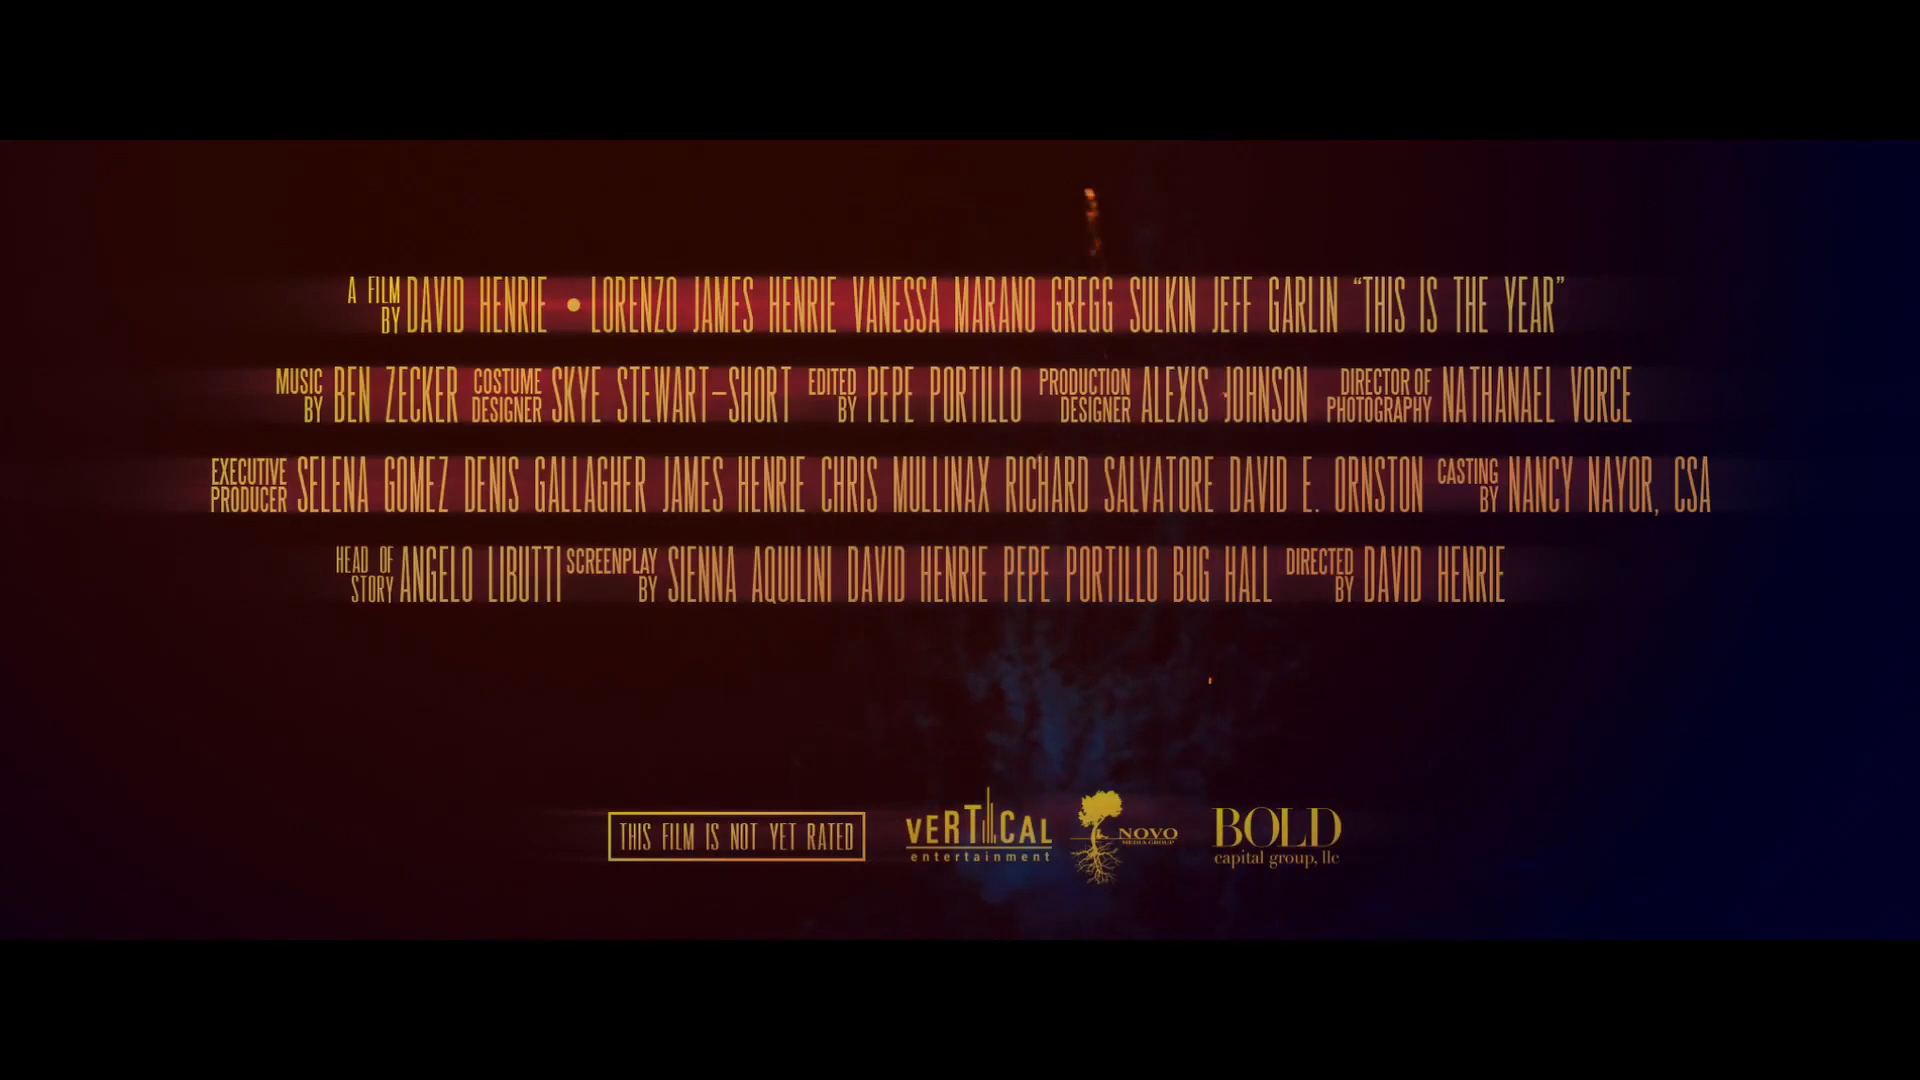 A FILM BY DAVID HENRIE • LORENZO JAMES HENRIE VANESSA MARANO GREGG SULKIN JEFF GARLIN “THIS IS THE YEAR”
MUSIC BY BEN ZECKER COSTUME DESIGNER SKYE STEWART-SHORT EDITED BY PEPE PORTILLO PRODUCTION DESIGNER ALEXIS JOHNSON DIRECTOR OF PHOTOGRAPHY NATHANAEL VORCE
EXECUTIVE PRODUCER SELENA GOMEZ DENIS GALLAGHER JAMES HENRIE CHRIS MULLINAX RICHARD SALVATORE DAVID E. ORNSTON CASTING BY NANCY NAYOR, CSA
HEAD OF STORY ANGELO LIBUTTI SCREENPLAY BY SIENNA AQUILINI DAVID HENRIE PEPE PORTILLO BUG HALL DIRECTED BY DAVID HENRIE
THIS FILM IS NOT YET RATED
VERTICAL
entertainment
NOVO
MEDIA GROUP
BOLD
capital group, llc